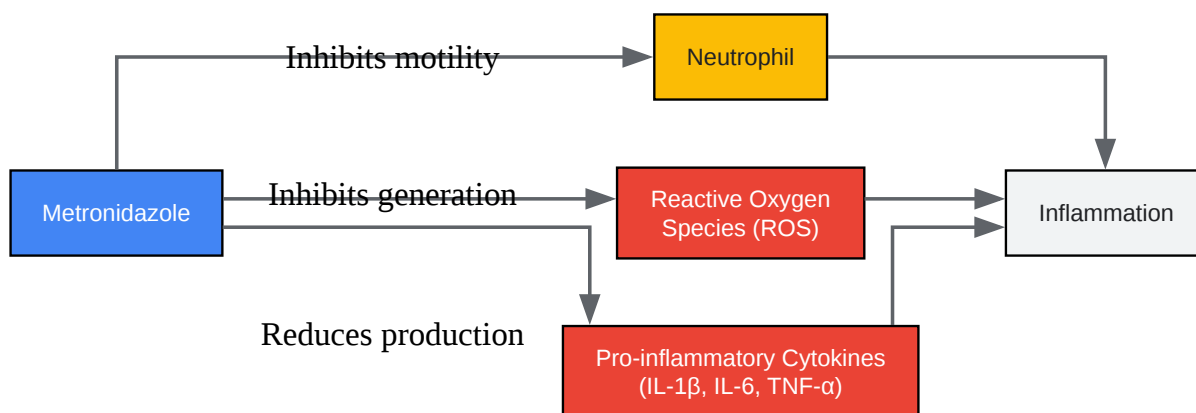 Inhibits motility
Neutrophil
Metronidazole
Inhibits generation
Reactive Oxygen
Species (ROS)
Inflammation
Reduces production
Pro-inflammatory Cytokines
(IL-1β, IL-6, TNF-α)